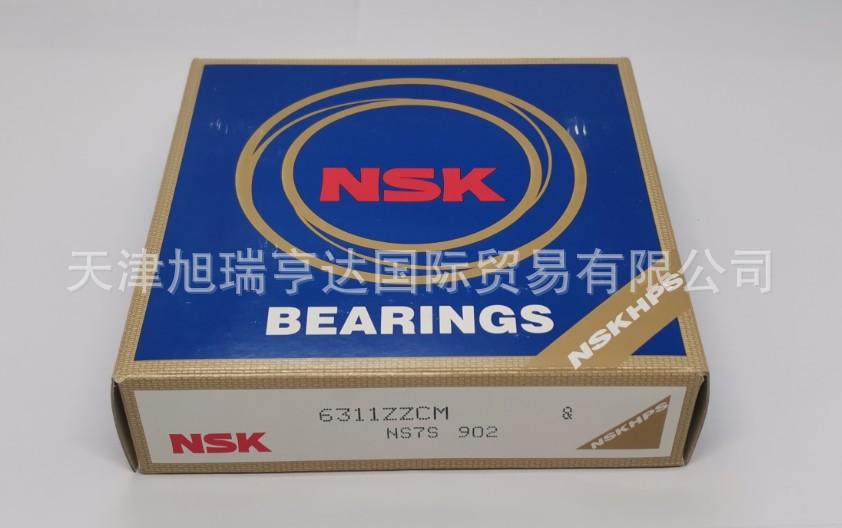 NSK
天津旭瑞亨达国际贸易有限公司
BEARINGS
NSKHPS
6311ZZCM &
NSK NS7S 902
NSKHPS